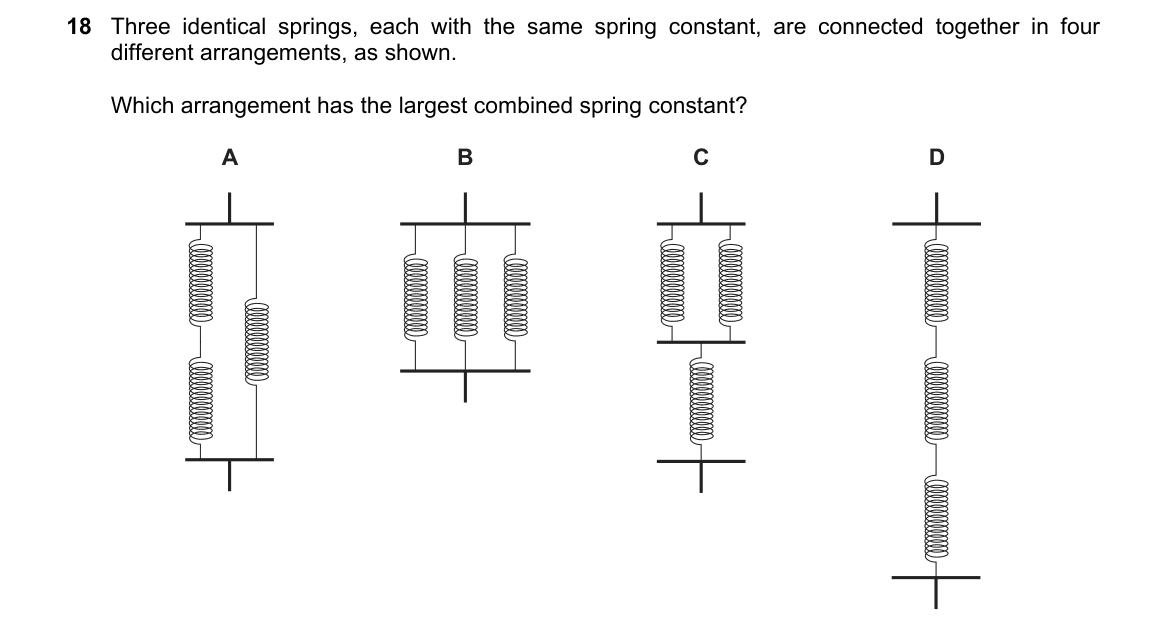 18 Three identical springs, each with the same spring constant, are connected together in four
different arrangements, as shown.
Which arrangement has the largest combined spring constant?
A B C D